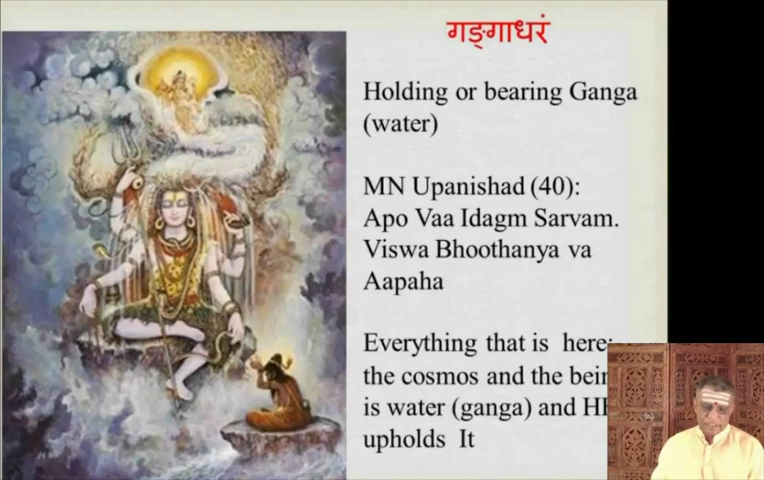 गङ्गाधरं
Holding or bearing Ganga
(water)
MN Upanishad (40):
Apo Vaa Idagm Sarvam.
Viswa Bhoothanya va
Aapaha
Everything that is here:
the cosmos and the
is water (ganga) and
upholds It